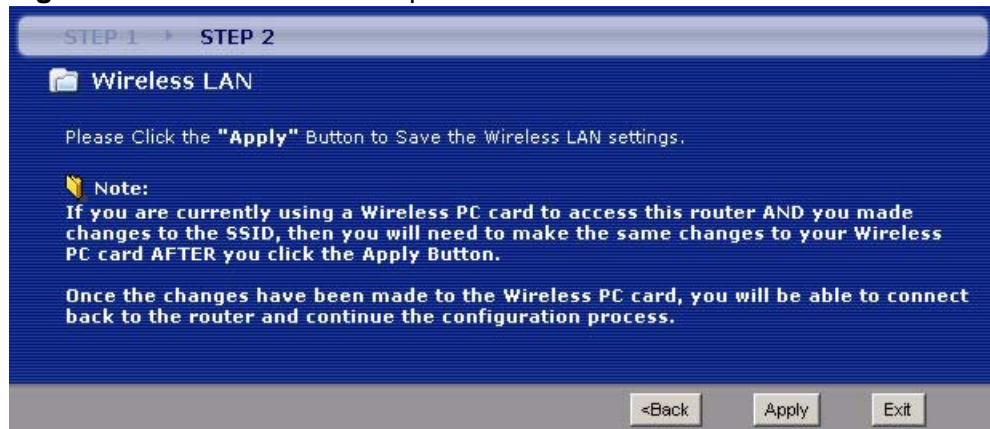 STEP 1 STEP 2
Wireless LAN
Please Click the "Apply" Button to Save the Wireless LAN settings.
Note:
If you are currently using a Wireless PC card to access this router AND you made
changes to the SSID, then you will need to make the same changes to your Wireless
PC card AFTER you click the Apply Button.
Once the changes have been made to the Wireless PC card, you will be able to connect
back to the router and continue the configuration process.
<Back Apply Exit